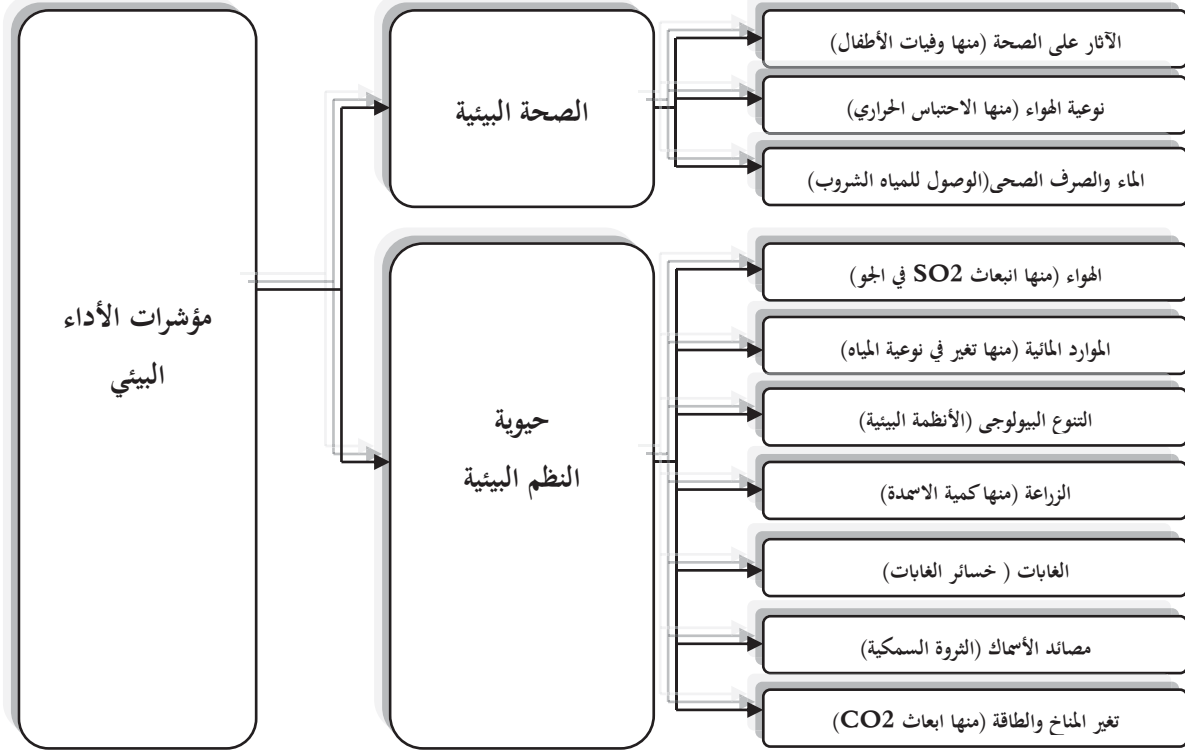 مؤشرات الأداء
البيئي
الصحة البيئية
الآثار على الصحة (منها وفيات الأطفال)
نوعية الهواء (منها الاحتباس الحراري)
الماء والصرف الصحى(الوصول للمياه الشروب)
حيوية
النظم البيئية
الهواء (منها انبعاث SO2 في الجو)
الموارد المائية (منها تغير في نوعية المياه)
التنوع البيولوجى (الأنظمة البيئية)
الزراعة (منها كمية الاسمدة)
الغابات ( خسائر الغابات)
مصائد الأسماك (الثروة السمكية)
تغير المناخ والطاقة (منها ابعاث CO2)